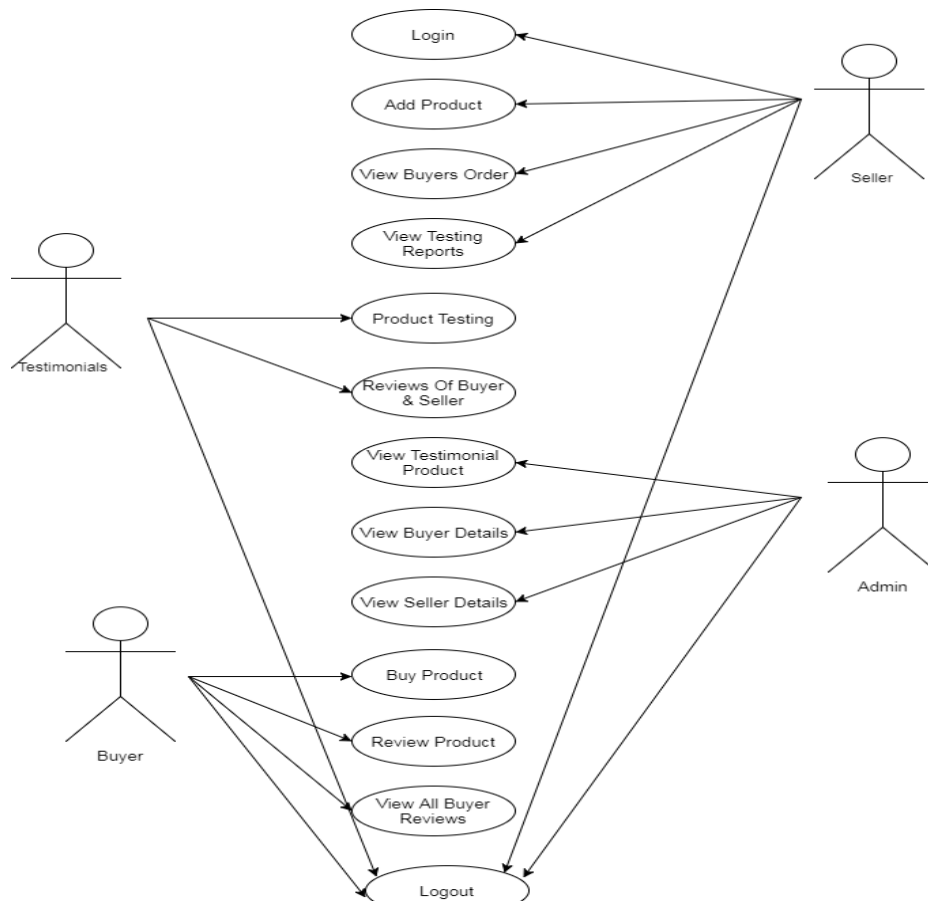 Login
Add Product
View Buyers Order
Seller
View Testing
Reports
Product Testing
Testimonials
Reviews Of Buyer
& Seller
View Testimonial
Product
View Buyer Details
Admin
View Seller Details
Buy Product
Review Product
Buyer
View All Buyer
Reviews
Logout